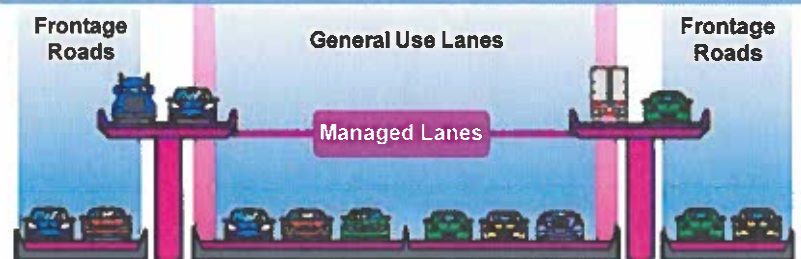 Frontage
Roads
General Use Lanes
Frontage
Roads
Managed Lanes